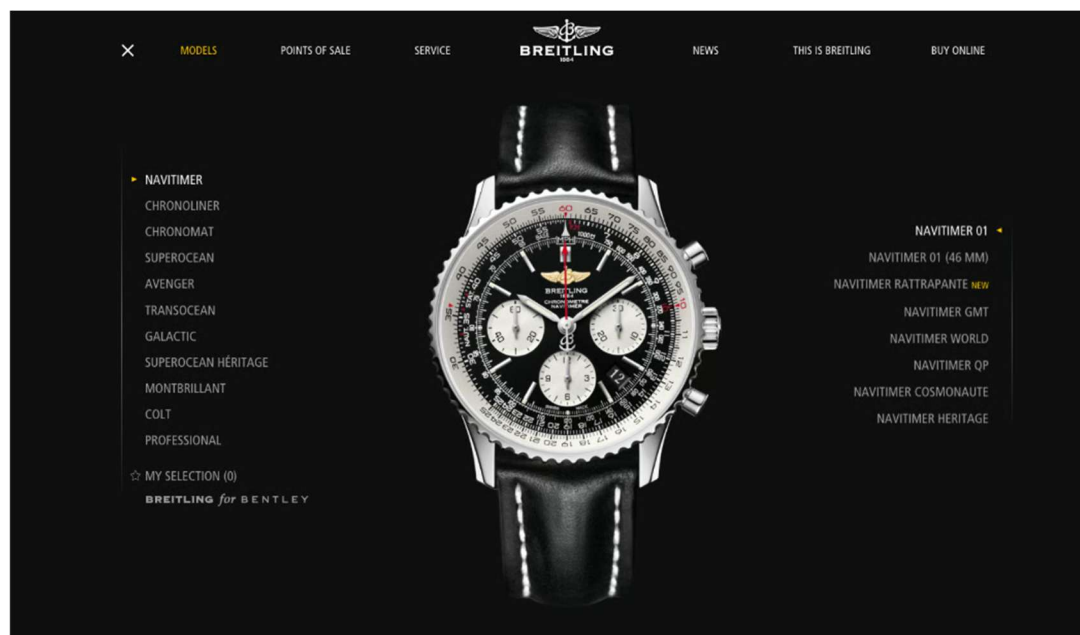 MODELS
POINTS OF SALE
SERVICE
BREITLING
1884
NEWS
THIS IS BREITLING
BUY ONLINE
NAVITIMER
CHRONOLINER
CHRONOMAT
SUPEROCEAN
AVENGER
TRANSOCEAN
GALACTIC
SUPEROCEAN HÉRITAGE
MONTBRILLANT
COLT
PROFESSIONAL
MY SELECTION (0)
BREITLING for BENTLEY
BREITLING
1884
CHRONOMETRE
NAVITIMER
12
NAVITIMER 01
NAVITIMER 01 (46 MM)
NAVITIMER RATTRAPANTE NEW
NAVITIMER GMT
NAVITIMER WORLD
NAVITIMER QP
NAVITIMER COSMONAUTE
NAVITIMER HERITAGE